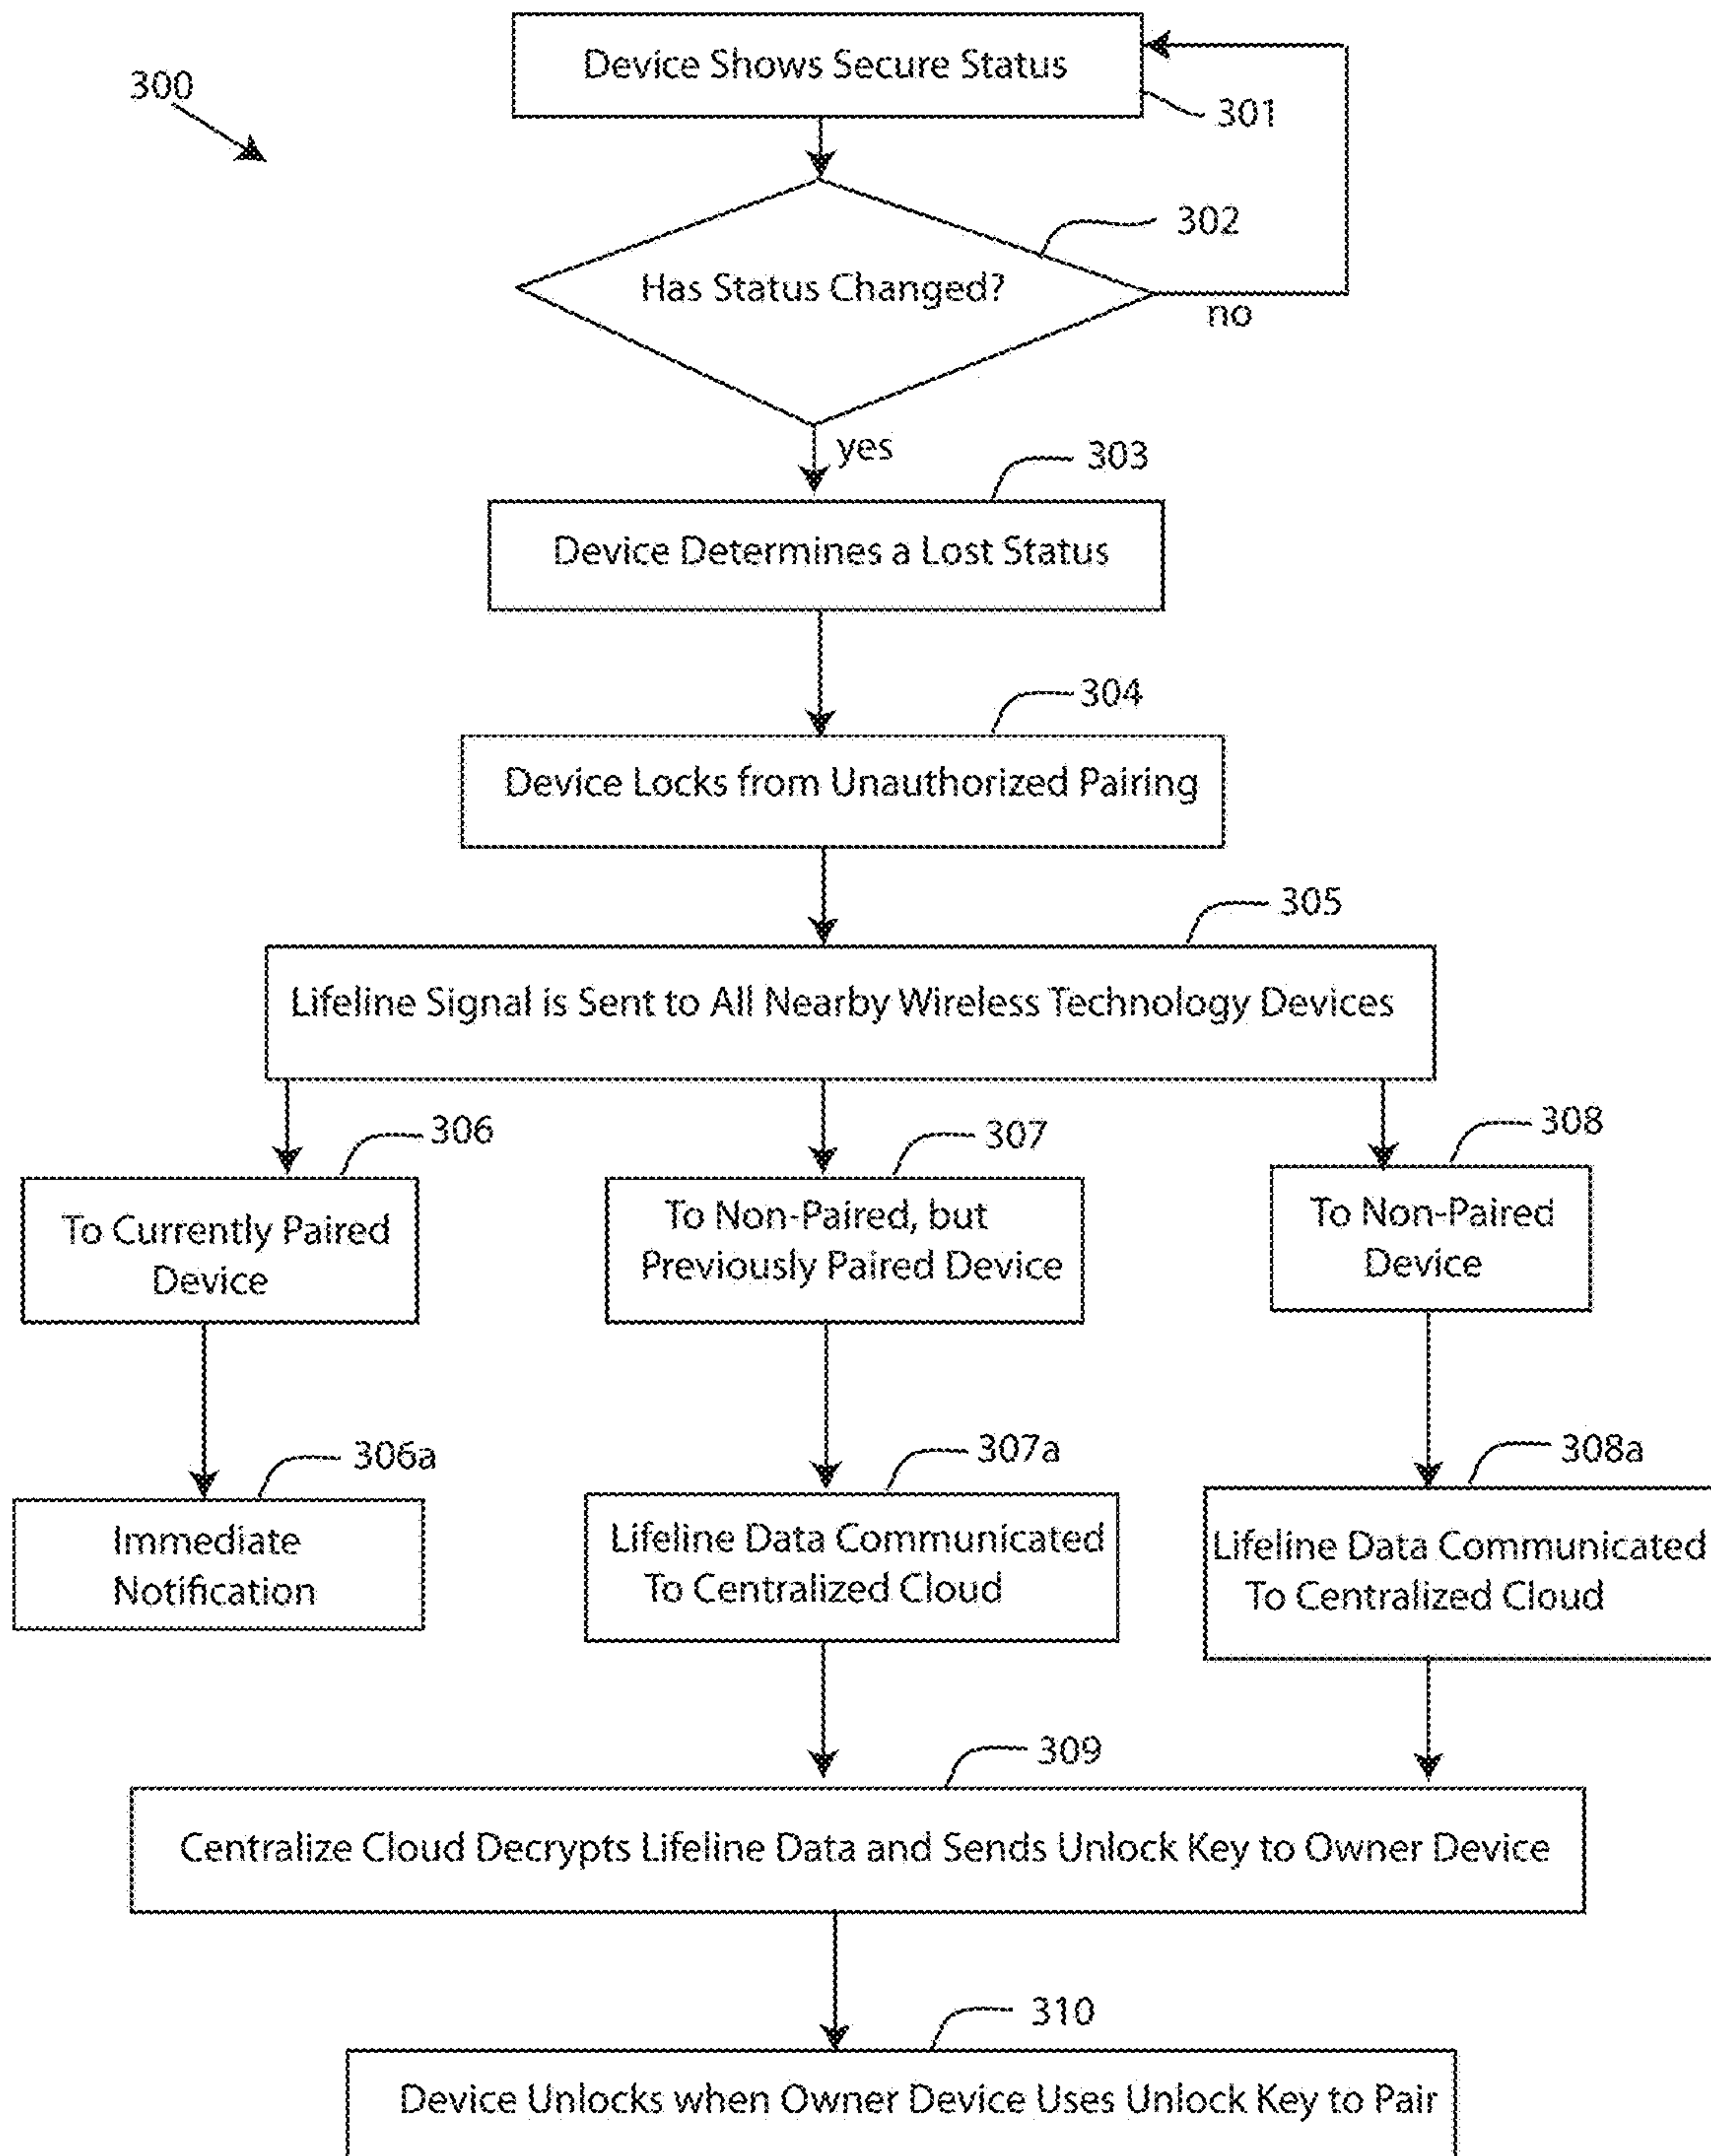 300
Device Shows Secure Status
301
302
Has Status Changed?
no
yes
303
Device Determines a Lost Status
304
Device Locks from Unauthorized Pairing
305
Lifeline Signal is Sent to All Nearby Wireless Technology Devices
306
307
308
To Currently Paired
Device
To Non-Paired, but
Previously Paired Device
To Non-Paired
Device
306a
307a
308a
Immediate
Notification
Lifeline Data Communicated
To Centralized Cloud
Lifeline Data Communicated
To Centralized Cloud
309
Centralize Cloud Decrypts Lifeline Data and Sends Unlock Key to Owner Device
310
Device Unlocks when Owner Device Uses Unlock Key to Pair